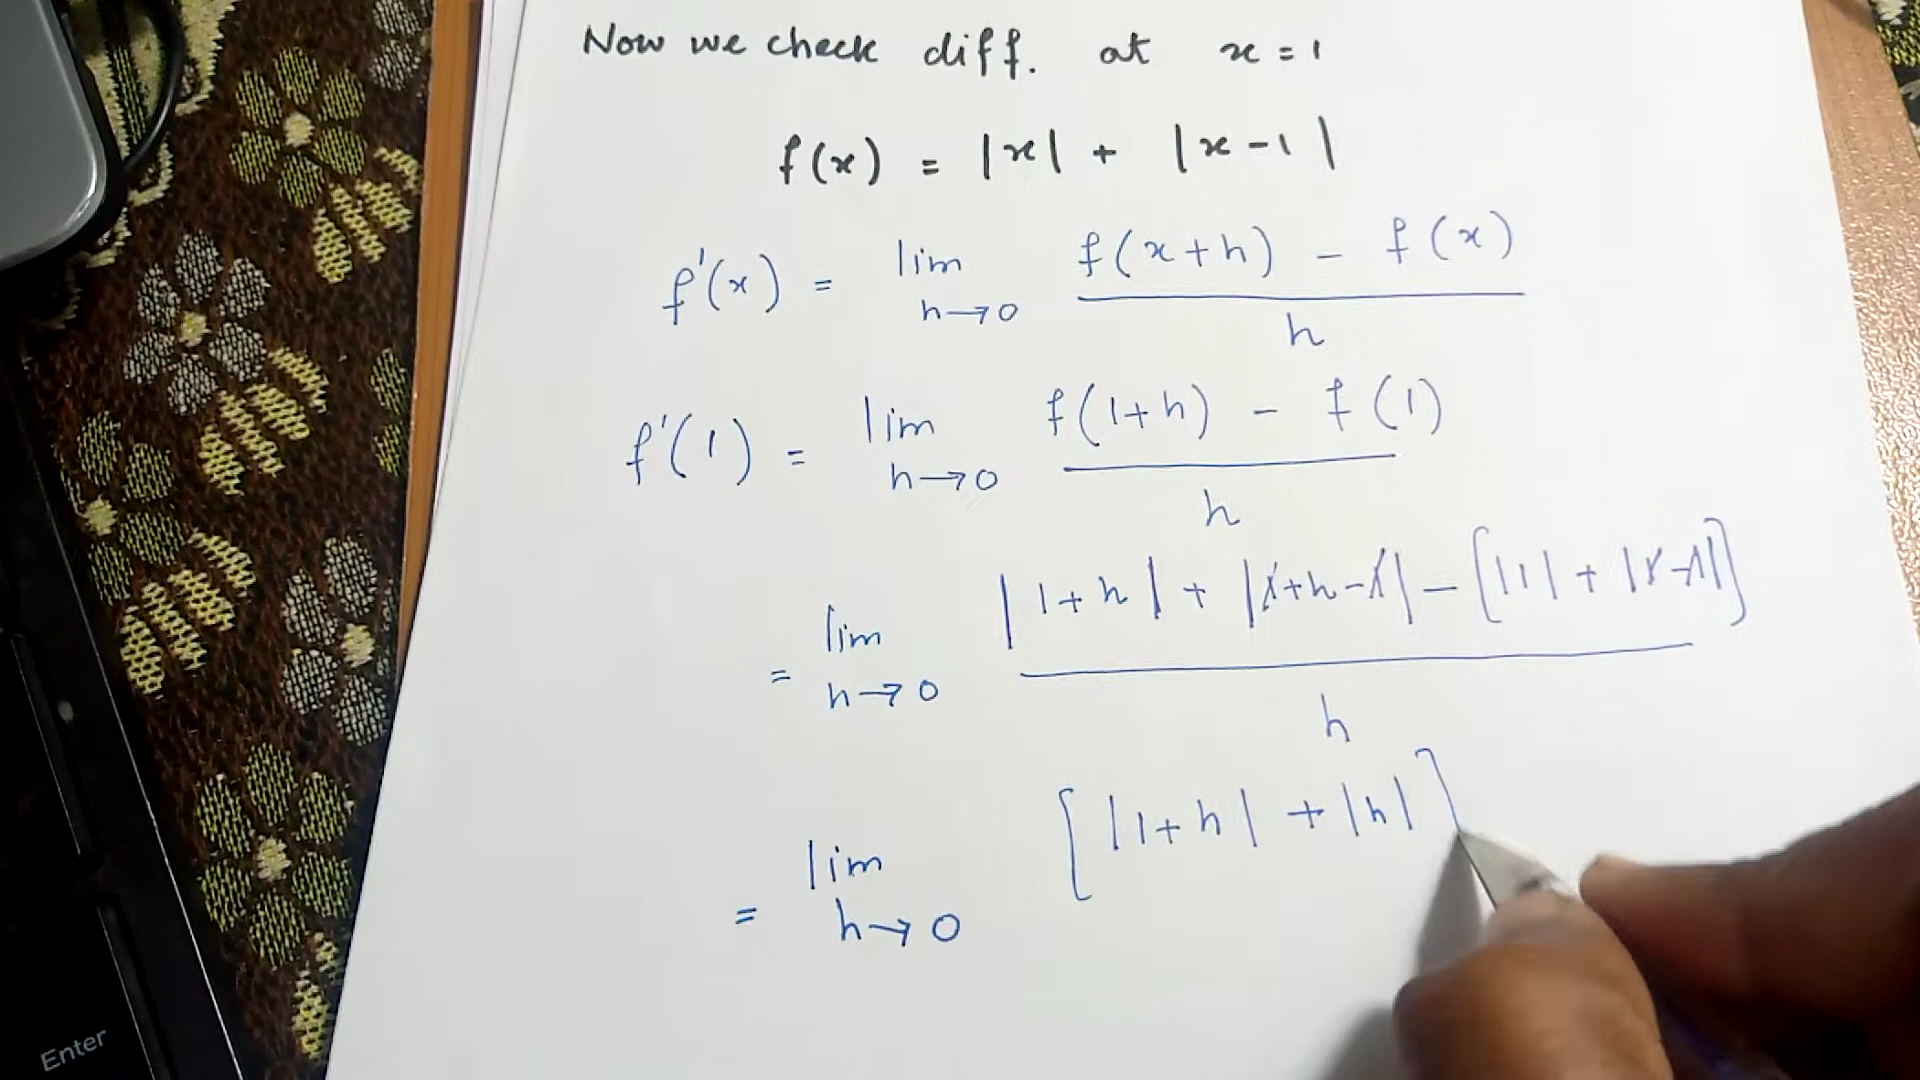 Now we check diff. at x = 1
f(x) = |x| + |x-1|
f'(x) = lim h→0 f(x+h) - f(x) / h
f'(1) = lim h→0 f(1+h) - f(1) / h
= lim h→0 |1+h| + |1+h-1| - [|1| + |1-1|] / h
= lim h→0 [|1+h| + |h|]
Enter